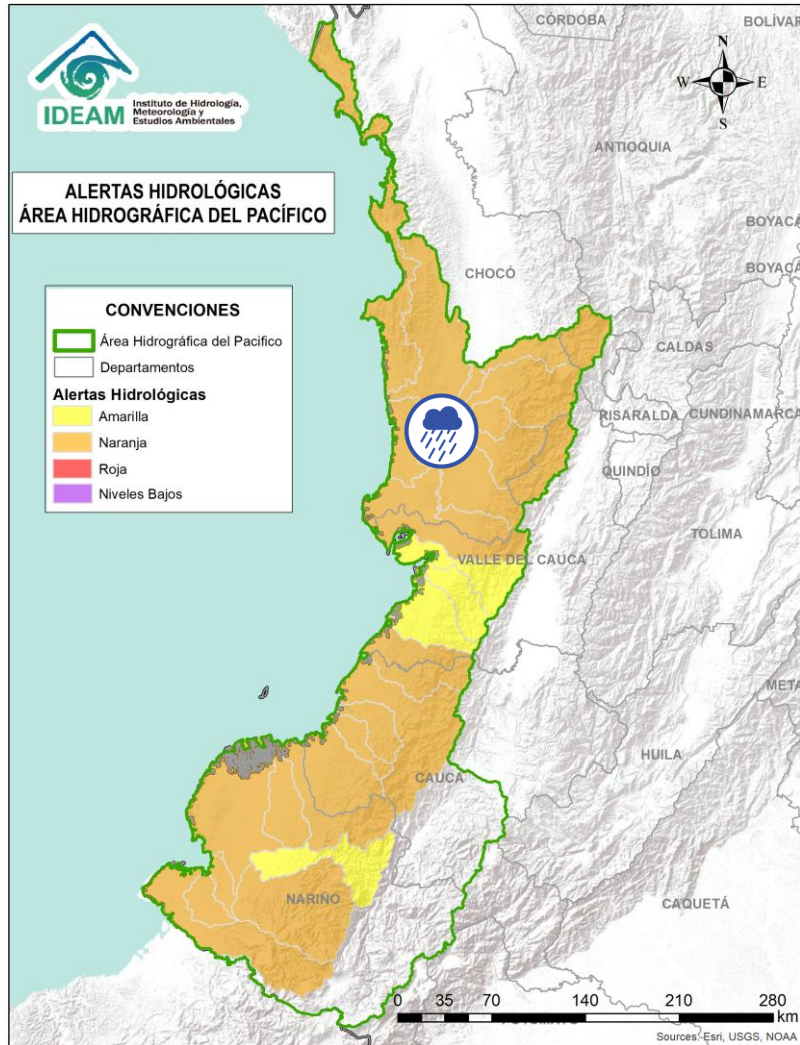 CÓRDOBA
BOLÍVAR
N
W E
S
IDEAM
Instituto de Hidrología,
Meteorología y
Estudios Ambientales
ANTIOQUIA
ALERTAS HIDROLÓGICAS
ÁREA HIDROGRÁFICA DEL PACÍFICO
BOYACÁ
BOYACÁ
CHOCÓ
CONVENCIONES
Área Hidrográfica del Pacifico
Departamentos
Alertas Hidrológicas
Amarilla
Naranja
Roja
Niveles Bajos
CALDAS
RISARALDA
CUNDINAMARCA
QUINDÍO
TOLIMA
VALLE DEL CAUCA
META
HUILA
CAUCA
NARIÑO
CAQUETÁ
0 35 70 140 210 280
km
Sources: Esri, USGS, NOAA